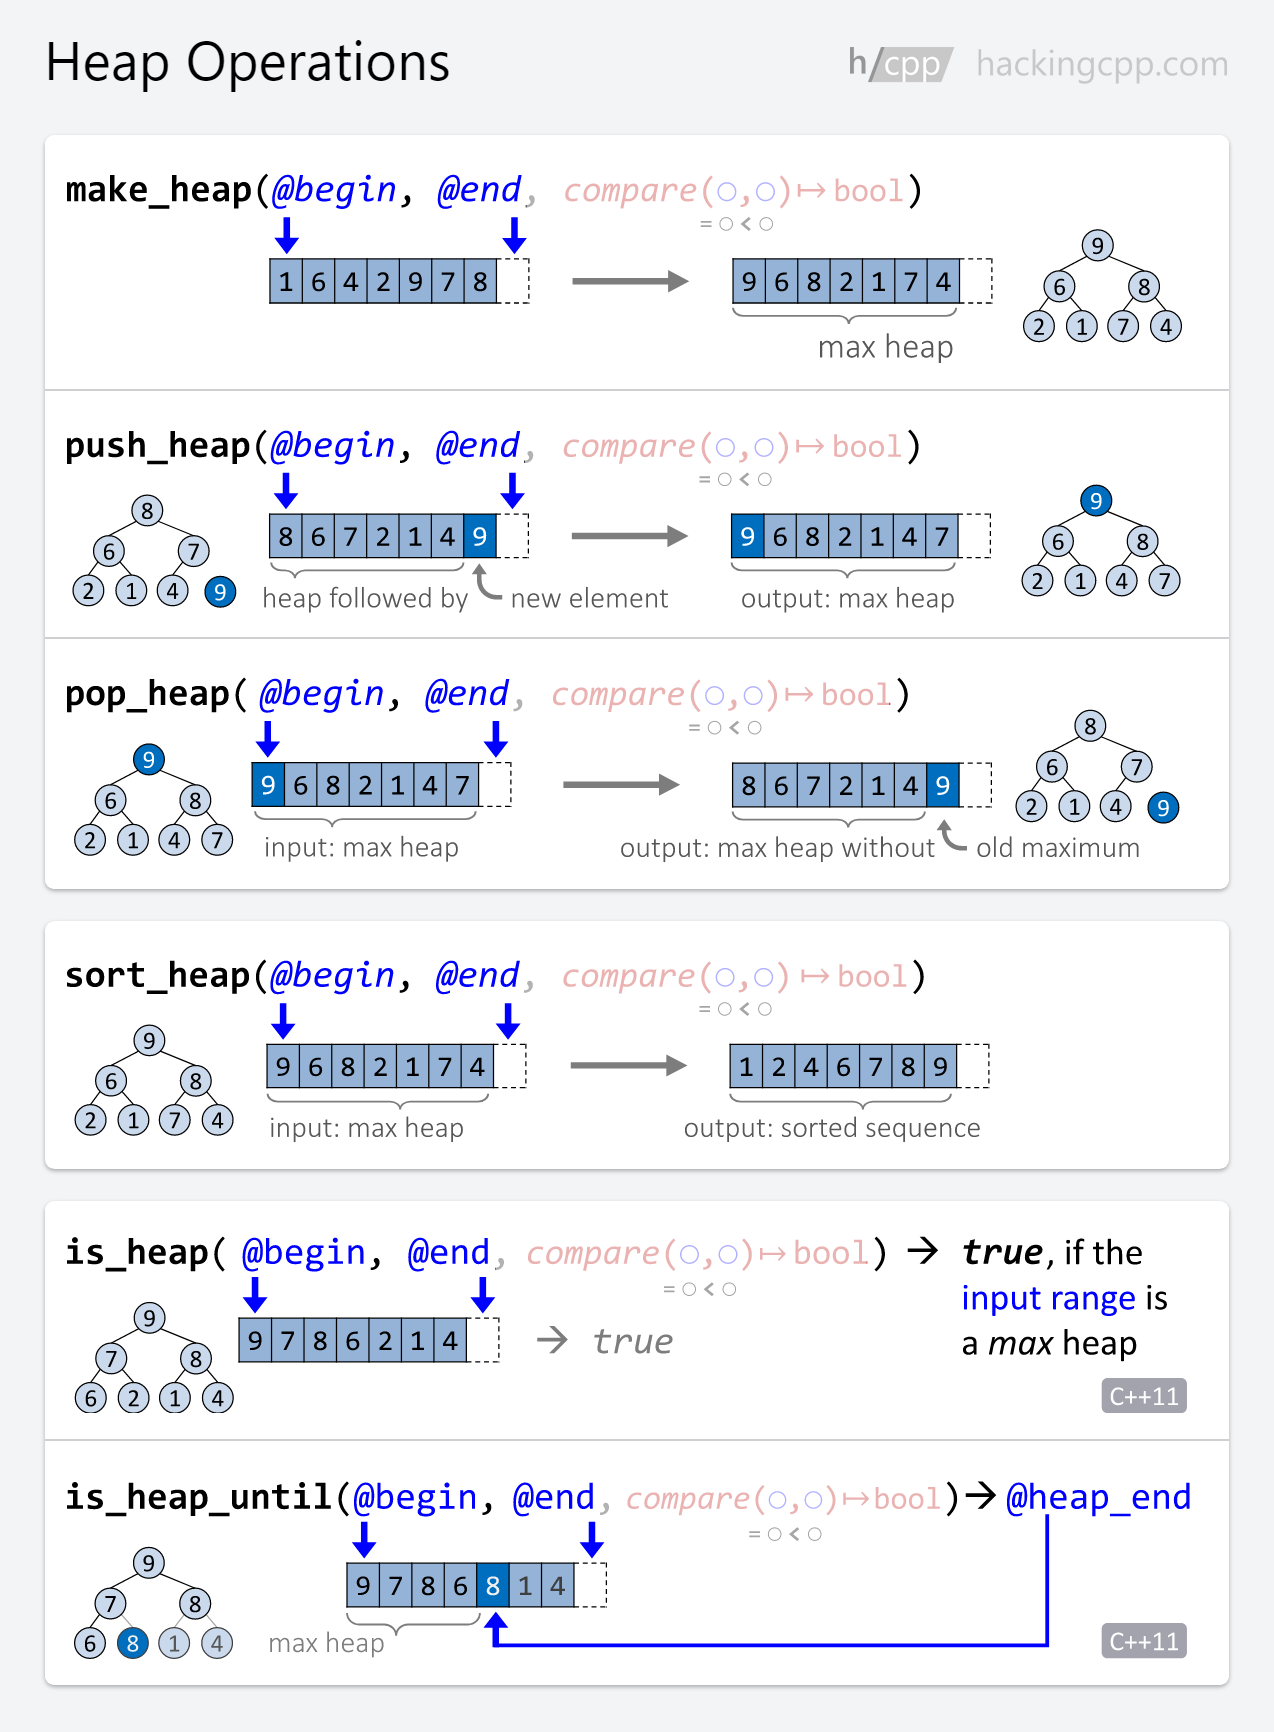 Heap Operations
h/cpp hackingcpp.com
make_heap(@begin, @end, compare(○,○)↦bool)
=○<○
1 6 4 2 9 7 8
9 6 8 2 1 7 4
max heap
9
6 8
2 1 7 4
push_heap(@begin, @end, compare(○,○)↦bool)
=○<○
8
6 7
2 1 4 9
8 6 7 2 1 4 9
heap followed by new element
9 6 8 2 1 4 7
output: max heap
9
6 8
2 1 4 7
pop_heap( @begin, @end, compare(○,○)↦bool)
=○<○
9
6 8
2 1 4 7
9 6 8 2 1 4 7
input: max heap
8 6 7 2 1 4 9
output: max heap without old maximum
8
6 7
2 1 4 9
sort_heap(@begin, @end, compare(○,○)↦bool)
=○<○
9
6 8
2 1 7 4
9 6 8 2 1 7 4
input: max heap
1 2 4 6 7 8 9
output: sorted sequence
is_heap( @begin, @end, compare(○,○)↦bool) → true, if the
input range is
a max heap
=○<○
9
7 8
6 2 1 4
9 7 8 6 2 1 4
→ true
C++11
is_heap_until(@begin, @end, compare(○,○)↦bool)→@heap_end
=○<○
9
7 8
6 8 1 4
9 7 8 6 8 1 4
max heap
C++11